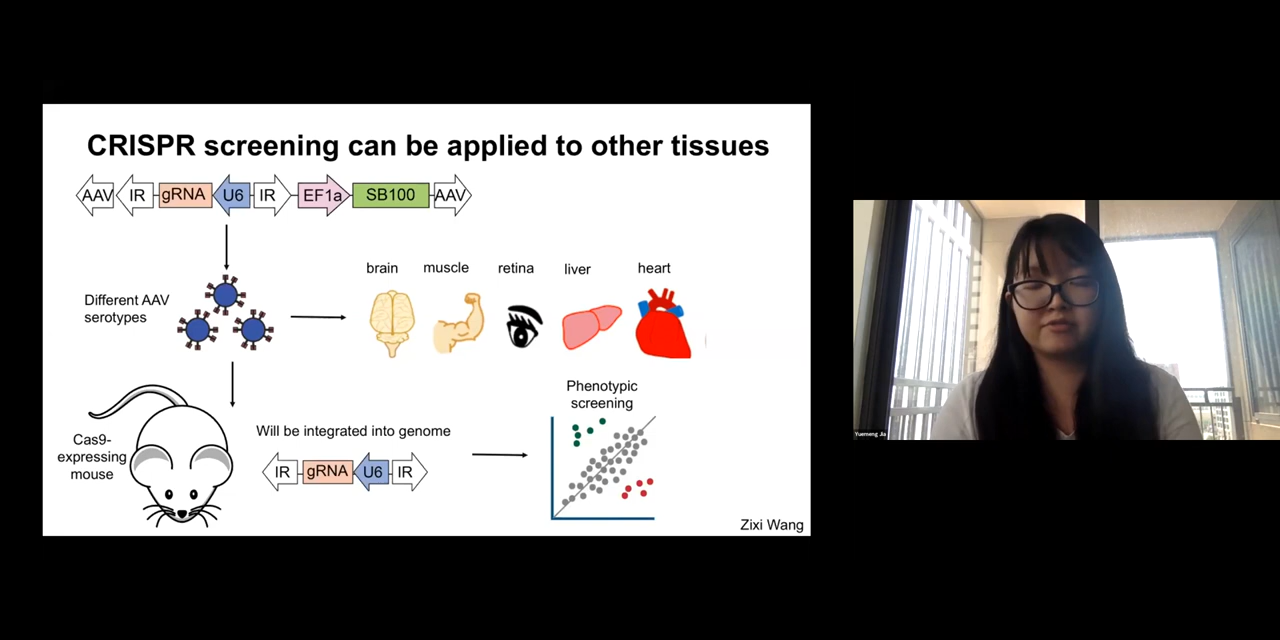 CRISPR screening can be applied to other tissues
AAV IR gRNA U6 IR EF1a SB100 AAV
brain muscle retina liver heart
Different AAV
serotypes
Phenotypic
screening
Will be integrated into genome
Cas9-
expressing
mouse
IR gRNA U6 IR
Zixi Wang
Yuemeng Jia